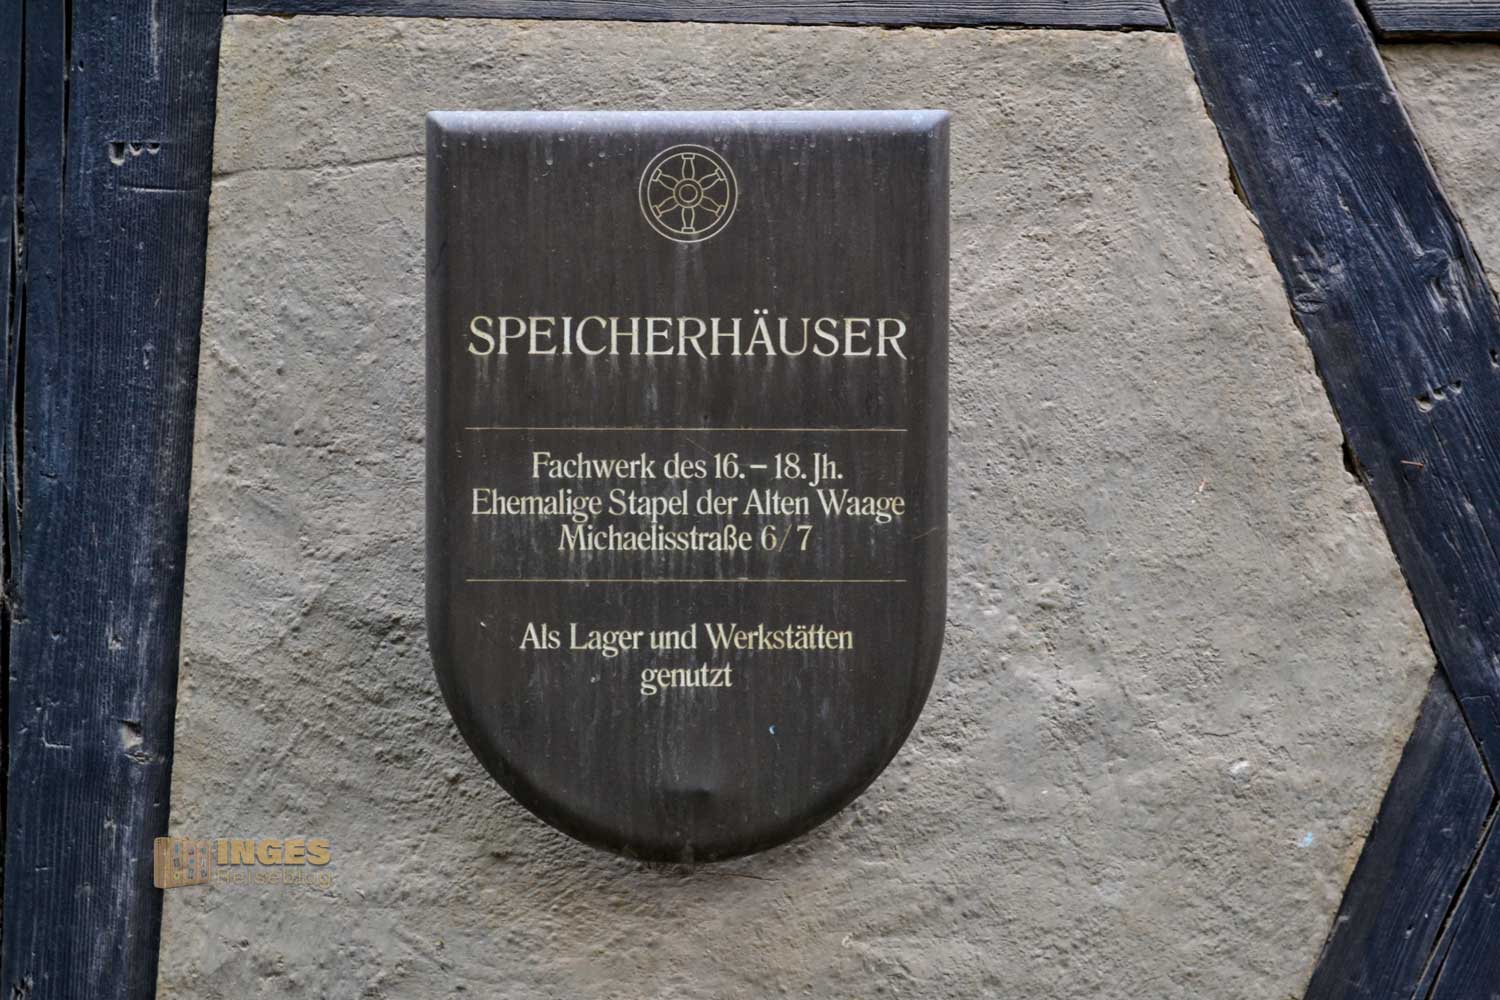 SPEICHERHÄUSER
Fachwerk des 16. – 18. Jh.
Ehemalige Stapel der Alten Waage
Michaelisstraße 6/7
Als Lager und Werkstätten
genutzt
INGES
Reiseblog